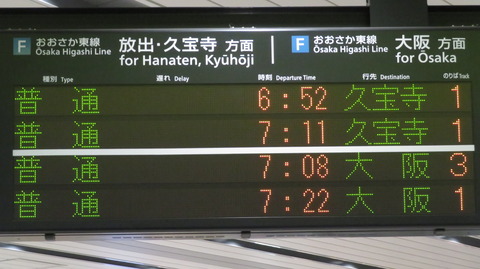 F おおさか東線 Ōsaka Higashi Line 放出・久宝寺 方面 for Hanaten, Kyūhōji
F おおさか東線 Ōsaka Higashi Line 大阪 方面 for Ōsaka
種別 Type 遅れ Delay 時刻 Departure Time 行先 Destination のりば Track
普通 6:52 久宝寺 1
普通 7:11 久宝寺 1
普通 7:08 大阪 3
普通 7:22 大阪 1